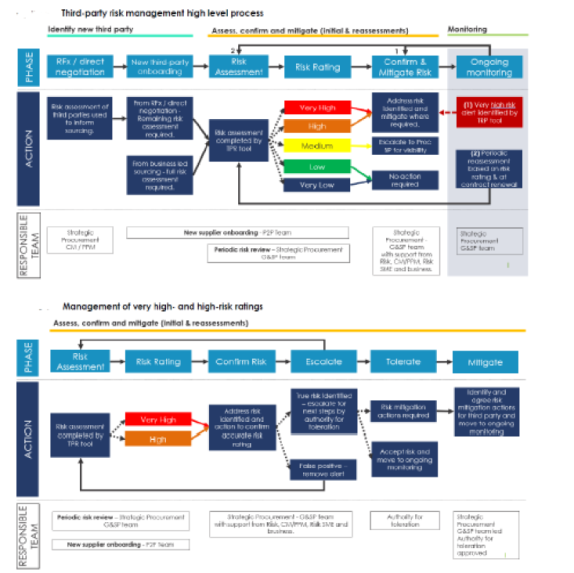 Third-party risk management high level process
Identify new third party
Assess, confirm and mitigate (initial & reassessments)
Monitoring
PHASE
RFx / direct
negotiation
New third party
onboarding
2
Risk
Assessment
Risk Rating
1
Confirm &
Mitigate Risk
Ongoing
monitoring
ACTION
Risk assessment of
third parties used
to inform
sourcing.
From RFx / direct
negotiation -
Remaining risk
assessment
required.
From business led
sourcing - full risk
assessment
required.
Risk assessment
completed by
TPR tool
Very High
High
Medium
Low
Very Low
Address risk
identified and
mitigate where
required.
Escalate to Proc
for visibility
No action
required
(1) Very high risk
alert identified by
TRP tool
(2) Periodic
reassessment
based on risk
rating & at
contract renewal
RESPONSIBLE
TEAM
Strategic
Procurement
CM / PPM
New supplier onboarding - P2P Team
Periodic risk review – Strategic Procurement
G&SP team
Strategic
Procurement -
G&SP team
with support from
Risk, CM/PPM, Risk
SME and business.
Strategic
Procurement
G&SP team
Management of very high- and high-risk ratings
Assess, confirm and mitigate (initial & reassessments)
PHASE
Risk
Assessment
Risk Rating
Confirm Risk
Escalate
Tolerate
Mitigate
ACTION
Risk assessment
completed by
TPR tool
Very High
High
Address risk
identified and
action to confirm
accurate risk
rating
True risk identified
– escalate for
next steps by
authority for
toleration
False positive -
remove alert
Risk mitigation
actions required
Accept risk and
move to ongoing
monitoring
Identify and
agree risk
mitigation actions
for third party and
move to ongoing
monitoring
RESPONSIBLE
TEAM
Periodic risk review – Strategic Procurement
G&SP team
New supplier onboarding - P2P Team
Strategic Procurement - G&SP team
with support from Risk, CM/PPM, Risk SME and
business.
Authority for
toleration
Strategic
Procurement
G&SP team led
Authority for
toleration
approved